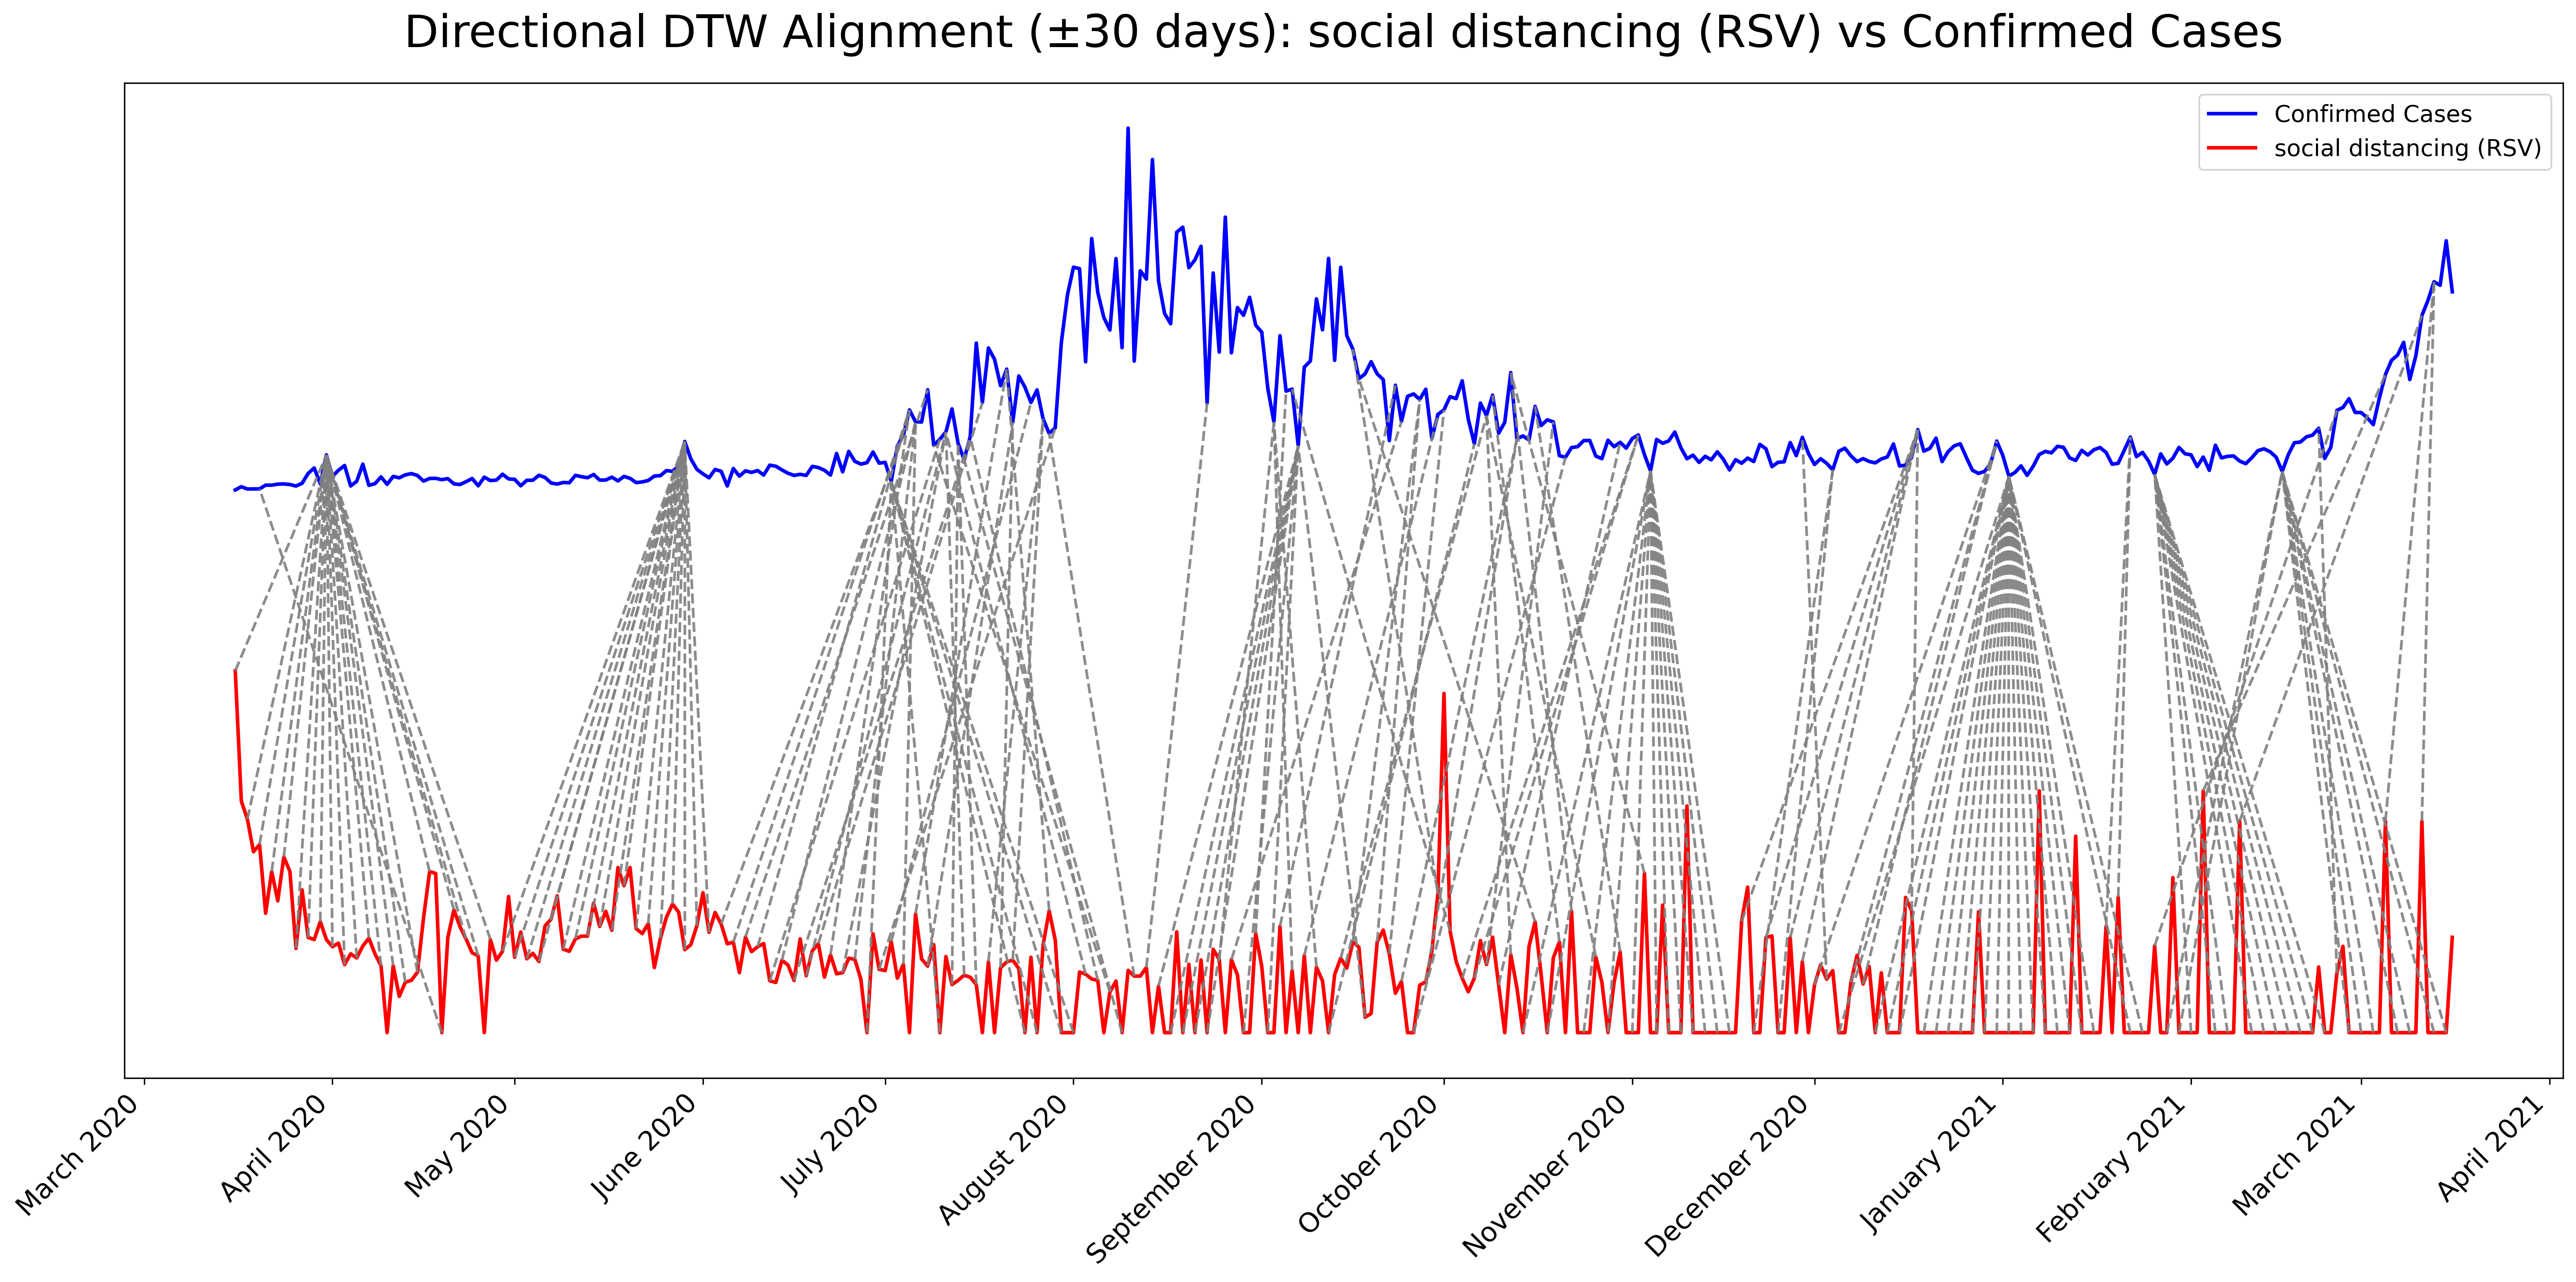 Directional DTW Alignment (±30 days): social distancing (RSV) vs Confirmed Cases
Confirmed Cases
social distancing (RSV)
March 2020
April 2020
May 2020
June 2020
July 2020
August 2020
September 2020
October 2020
November 2020
December 2020
January 2021
February 2021
March 2021
April 2021